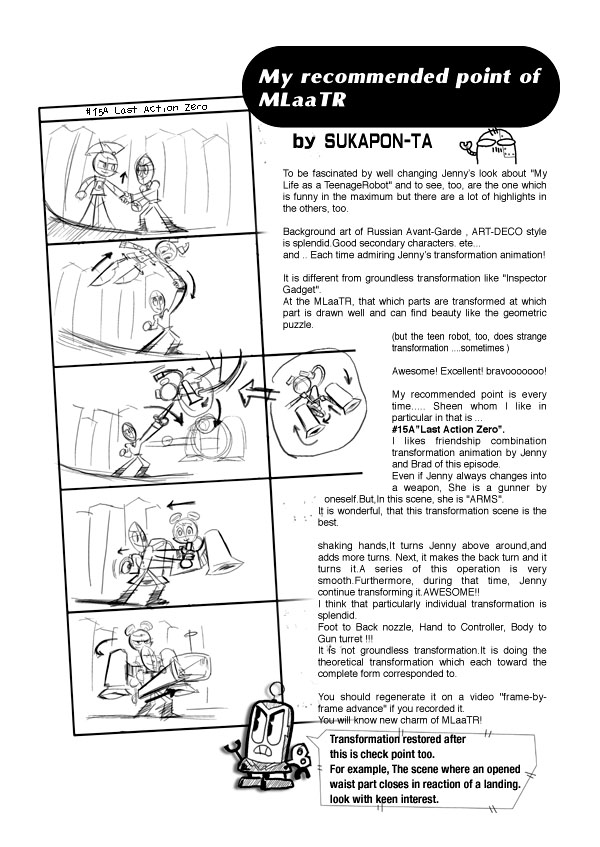 My recommended point of
MLaaTR
#15A Last Action Zero
by SUKAPON-TA
To be fascinated by well changing Jenny's look about "My
Life as a TeenageRobot" and to see, too, are the one which
is funny in the maximum but there are a lot of highlights in
the others, too.
Background art of Russian Avant-Garde , ART-DECO style
is splendid.Good secondary characters. ete...
and .. Each time admiring Jenny's transformation animation!
It is different from groundless transformation like "Inspector
Gadget".
At the MLaaTR, that which parts are transformed at which
part is drawn well and can find beauty like the geometric
puzzle.
(but the teen robot, too, does strange
transformation ....sometimes )
Awesome! Excellent! bravooooooo!
My recommended point is every
time..... Sheen whom I like in
particular in that is ...
#15A"Last Action Zero".
I likes friendship combination
transformation animation by Jenny
and Brad of this episode.
Even if Jenny always changes into
a weapon, She is a gunner by
oneself.But,In this scene, she is "ARMS".
It is wonderful, that this transformation scene is the
best.
shaking hands,It turns Jenny above around,and
adds more turns. Next, it makes the back turn and it
turns it.A series of this operation is very
smooth.Furthermore, during that time, Jenny
continue transforming it.AWESOME!!
I think that particularly individual transformation is
splendid.
Foot to Back nozzle, Hand to Controller, Body to
Gun turret !!!
It is not groundless transformation.It is doing the
theoretical transformation which each toward the
complete form corresponded to.
You should regenerate it on a video "frame-by-
frame advance" if you recorded it.
You will know new charm of MLaaTR!
Transformation restored after
this is check point too.
For example, The scene where an opened
waist part closes in reaction of a landing.
look with keen interest.